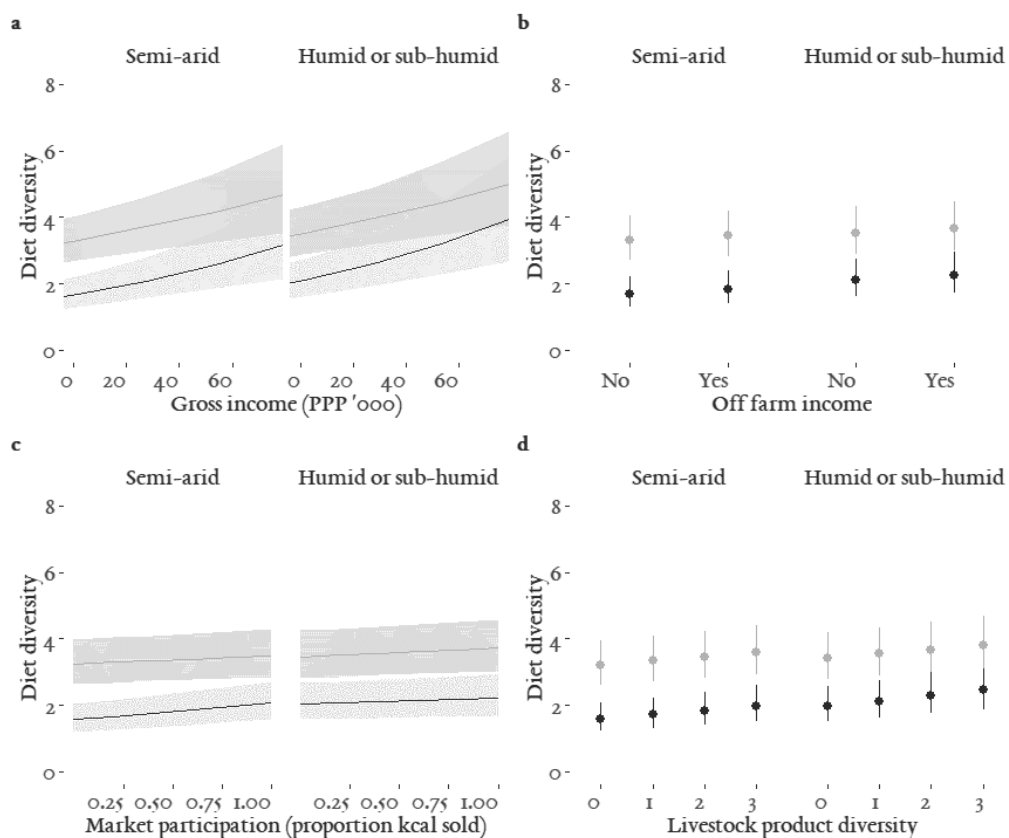 a
Semi-arid Humid or sub-humid
8
6
4
2
0
Diet diversity
0 20 40 60 0 20 40 60
Gross income (PPP '000)
b
Semi-arid Humid or sub-humid
8
6
4
2
0
Diet diversity
No Yes No Yes
Off farm income
c
Semi-arid Humid or sub-humid
8
6
4
2
0
Diet diversity
0.25 0.50 0.75 1.00 0.25 0.50 0.75 1.00
Market participation (proportion kcal sold)
d
Semi-arid Humid or sub-humid
8
6
4
2
0
Diet diversity
0 1 2 3 0 1 2 3
Livestock product diversity